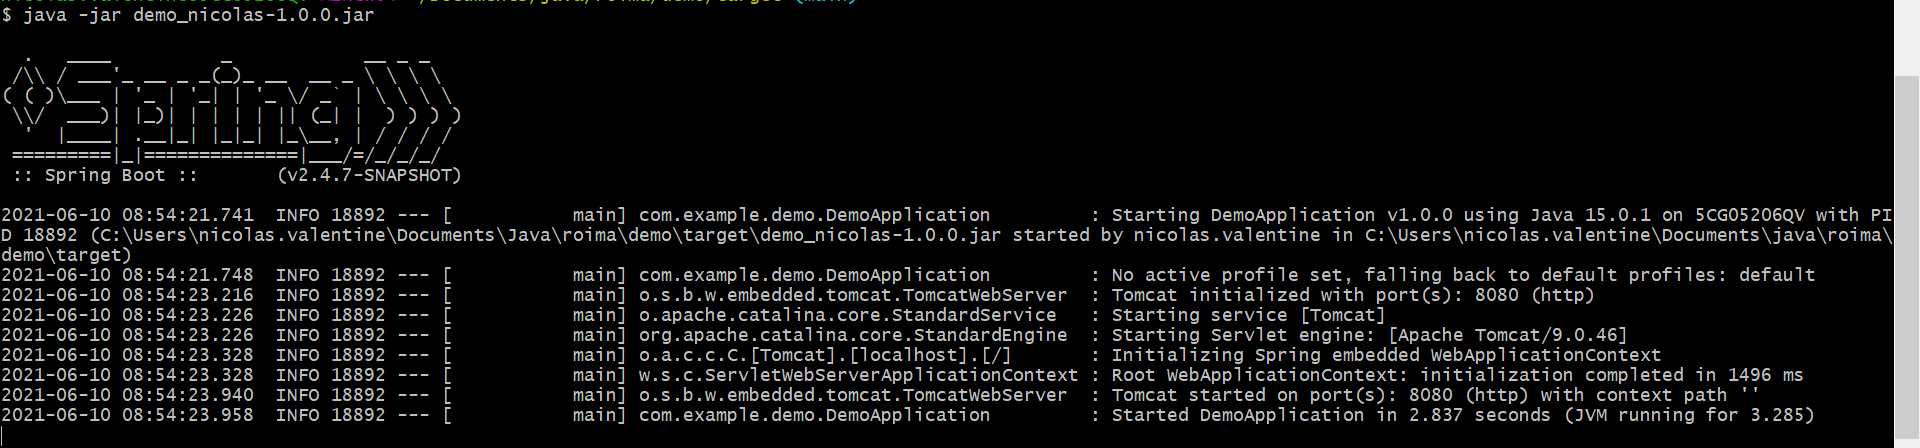 $ java -jar demo_nicolas-1.0.0.jar
  .   ____          _            __ _ _
 /\\ / ___'_ __ _ _(_)_ __  __ _ \ \ \ \
( ( )\___ | '_ | '_| | '_ \/ _` | \ \ \ \
 \\/  ___)| |_)| | | | | || (_| |  ) ) ) )
  '  |____| .__|_| |_|_| |_\__, | / / / /
 =========|_|==============|___/=/_/_/_/
 :: Spring Boot ::        (v2.4.7-SNAPSHOT)
2021-06-10 08:54:21.741  INFO 18892 --- [           main] com.example.demo.DemoApplication         : Starting DemoApplication v1.0.0 using Java 15.0.1 on 5CG05206QV with PI
D 18892 (C:\Users\nicolas.valentine\Documents\Java\roima\demo\target\demo_nicolas-1.0.0.jar started by nicolas.valentine in C:\Users\nicolas.valentine\Documents\java\roima\
demo\target)
2021-06-10 08:54:21.748  INFO 18892 --- [           main] com.example.demo.DemoApplication         : No active profile set, falling back to default profiles: default
2021-06-10 08:54:23.216  INFO 18892 --- [           main] o.s.b.w.embedded.tomcat.TomcatWebServer  : Tomcat initialized with port(s): 8080 (http)
2021-06-10 08:54:23.226  INFO 18892 --- [           main] o.apache.catalina.core.StandardService   : Starting service [Tomcat]
2021-06-10 08:54:23.226  INFO 18892 --- [           main] org.apache.catalina.core.StandardEngine  : Starting Servlet engine: [Apache Tomcat/9.0.46]
2021-06-10 08:54:23.328  INFO 18892 --- [           main] o.a.c.c.C.[Tomcat].[localhost].[/]       : Initializing Spring embedded WebApplicationContext
2021-06-10 08:54:23.328  INFO 18892 --- [           main] w.s.c.ServletWebServerApplicationContext : Root WebApplicationContext: initialization completed in 1496 ms
2021-06-10 08:54:23.940  INFO 18892 --- [           main] o.s.b.w.embedded.tomcat.TomcatWebServer  : Tomcat started on port(s): 8080 (http) with context path ''
2021-06-10 08:54:23.958  INFO 18892 --- [           main] com.example.demo.DemoApplication         : Started DemoApplication in 2.837 seconds (JVM running for 3.285)